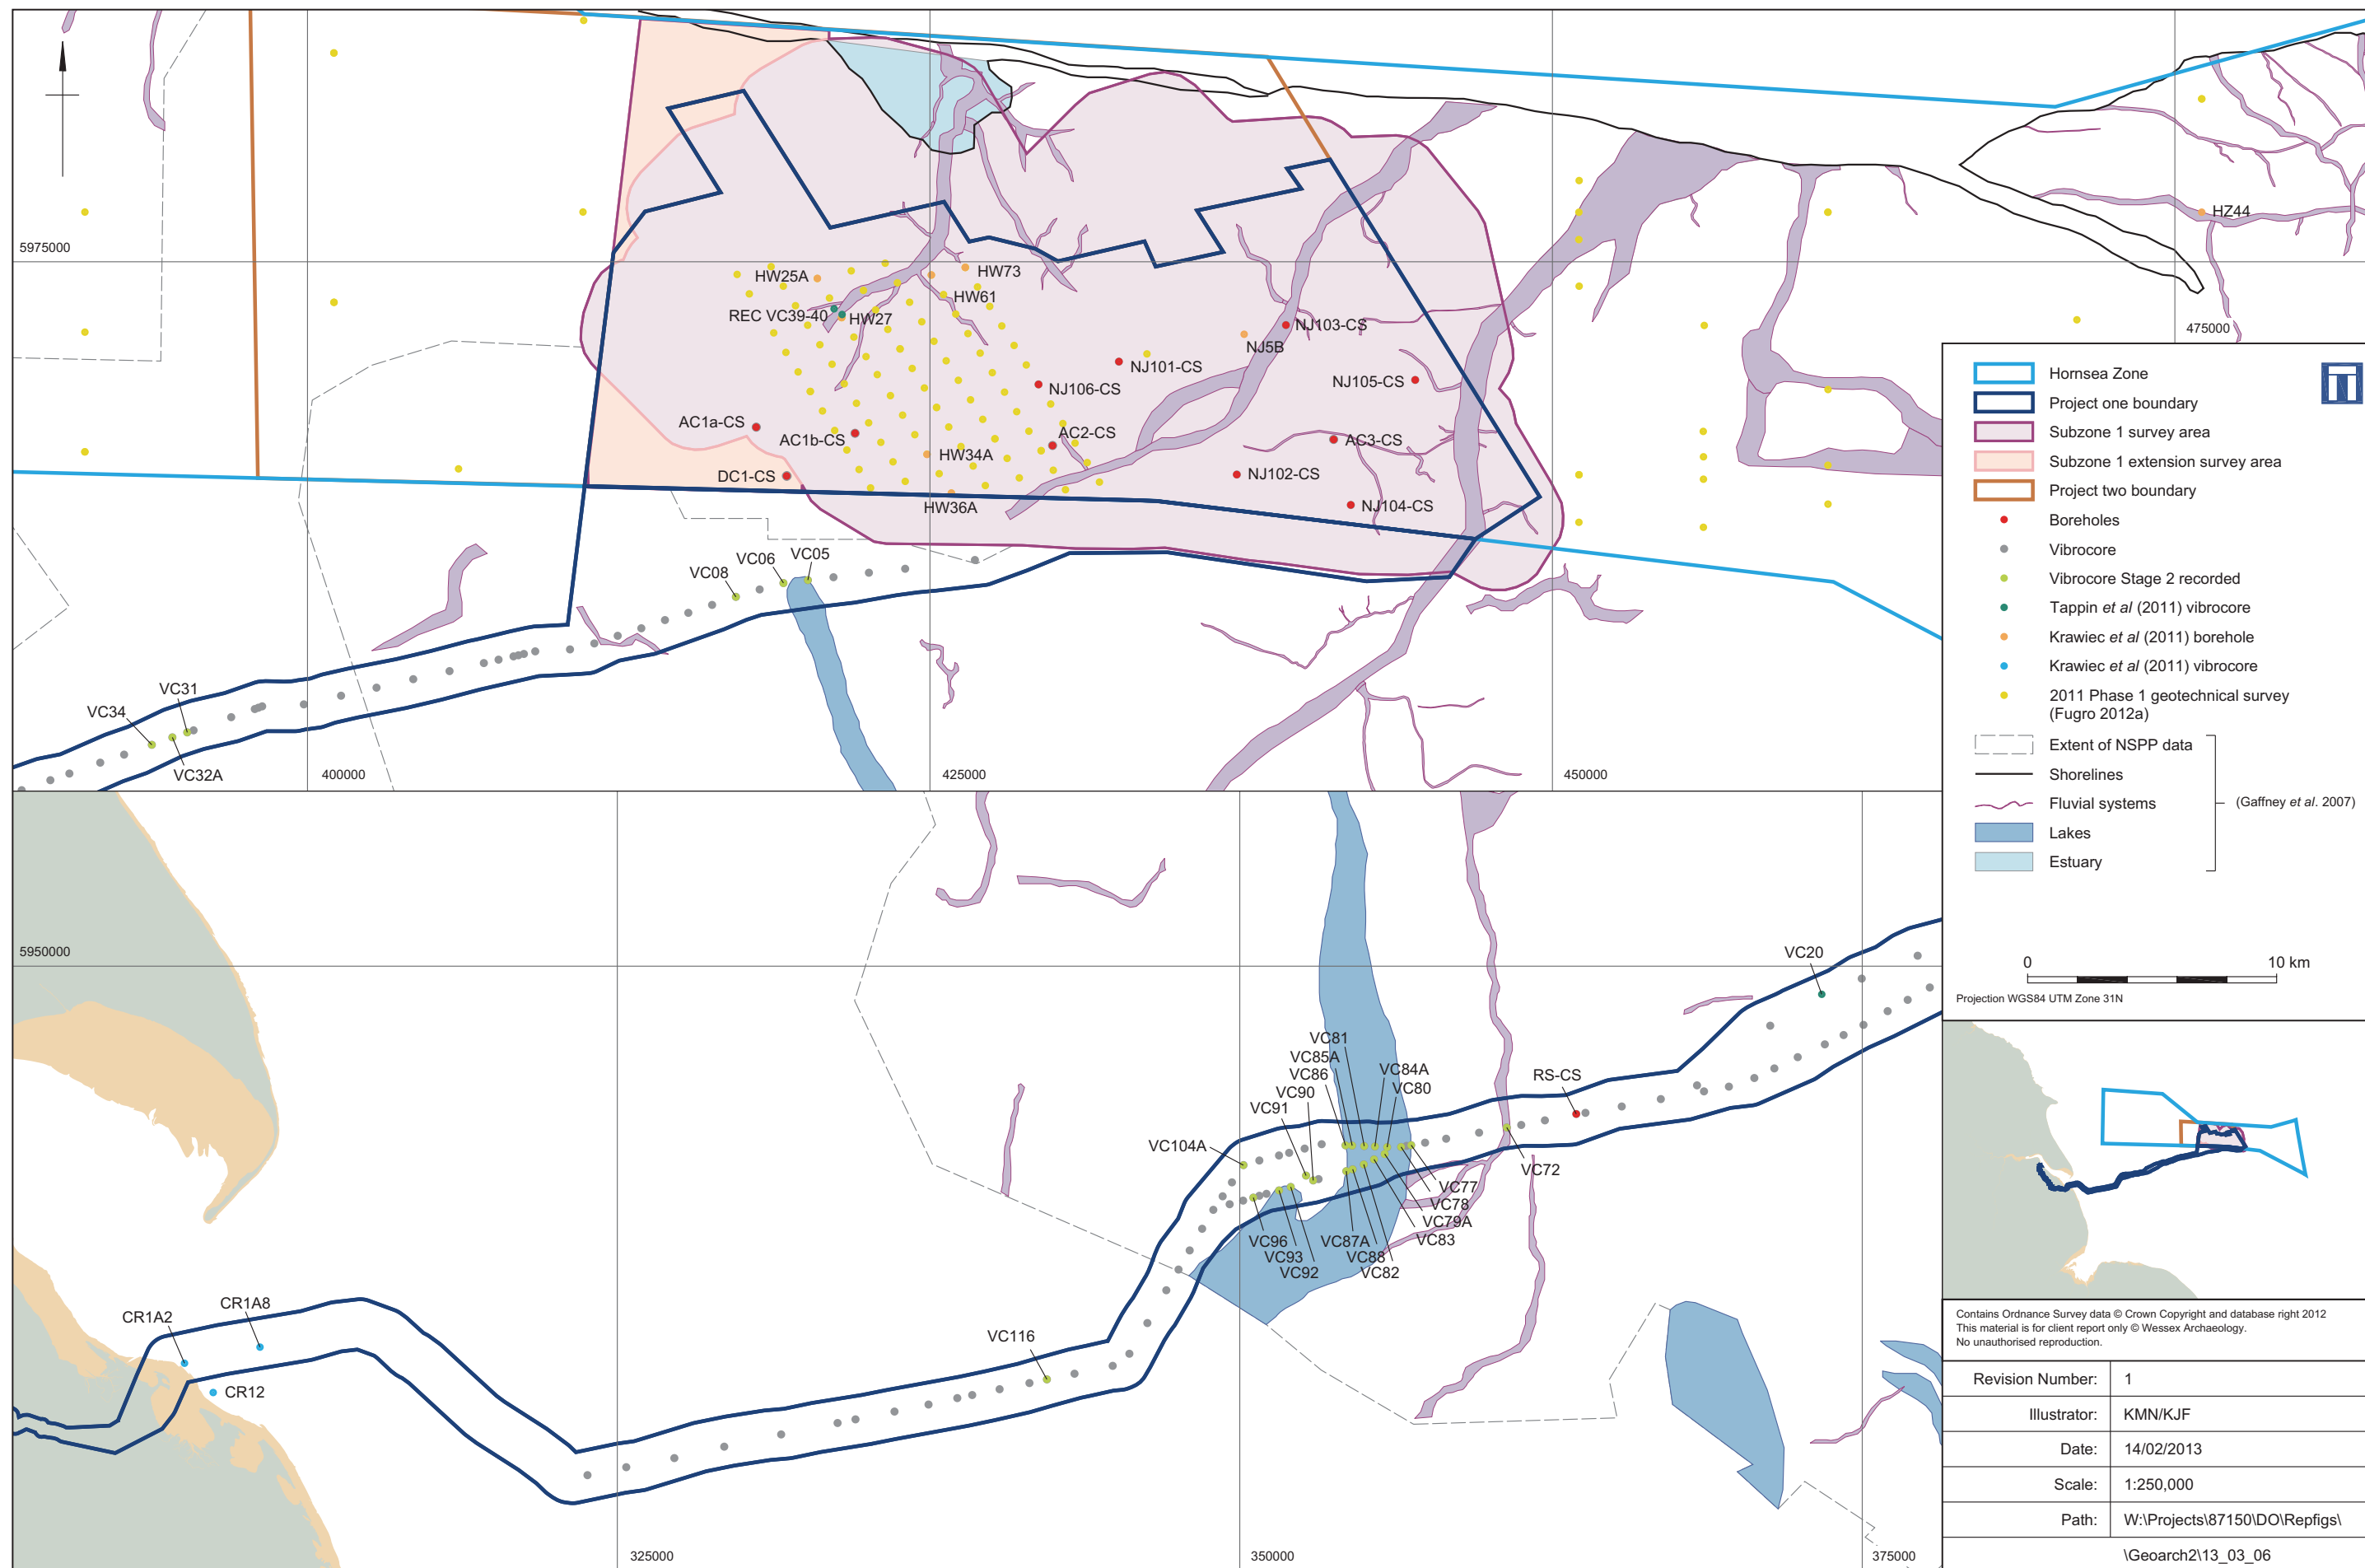 5975000
HZ44
HW25A
HW73
HW61
REC VC39-40
HW27
NJ103-CS
NJ5B
475000
NJ101-CS
NJ106-CS
NJ105-CS
AC1a-CS
AC1b-CS
AC2-CS
AC3-CS
HW34A
DC1-CS
NJ102-CS
HW36A
NJ104-CS
VC06
VC05
VC08
VC31
VC34
VC32A
400000
425000
450000
Hornsea Zone
Project one boundary
Subzone 1 survey area
Subzone 1 extension survey area
Project two boundary
Boreholes
Vibrocore
Vibrocore Stage 2 recorded
Tappin et al (2011) vibrocore
Krawiec et al (2011) borehole
Krawiec et al (2011) vibrocore
2011 Phase 1 geotechnical survey
(Fugro 2012a)
Extent of NSPP data
Shorelines
Fluvial systems
(Gaffney et al. 2007)
Lakes
Estuary
0 10 km
Projection WGS84 UTM Zone 31N
5950000
VC20
VC81
VC85A
VC86
VC84A
VC80
VC90
VC91
RS-CS
VC104A
VC72
VC77
VC78
VC79A
VC83
VC96
VC87A
VC93
VC88
VC92
VC82
CR1A8
CR1A2
VC116
CR12
325000
350000
375000
Contains Ordnance Survey data © Crown Copyright and database right 2012
This material is for client report only © Wessex Archaeology.
No unauthorised reproduction.
Revision Number: 1
Illustrator: KMN/KJF
Date: 14/02/2013
Scale: 1:250,000
Path: W:\Projects\87150\DO\Repfigs\
\Geoarch2\13_03_06